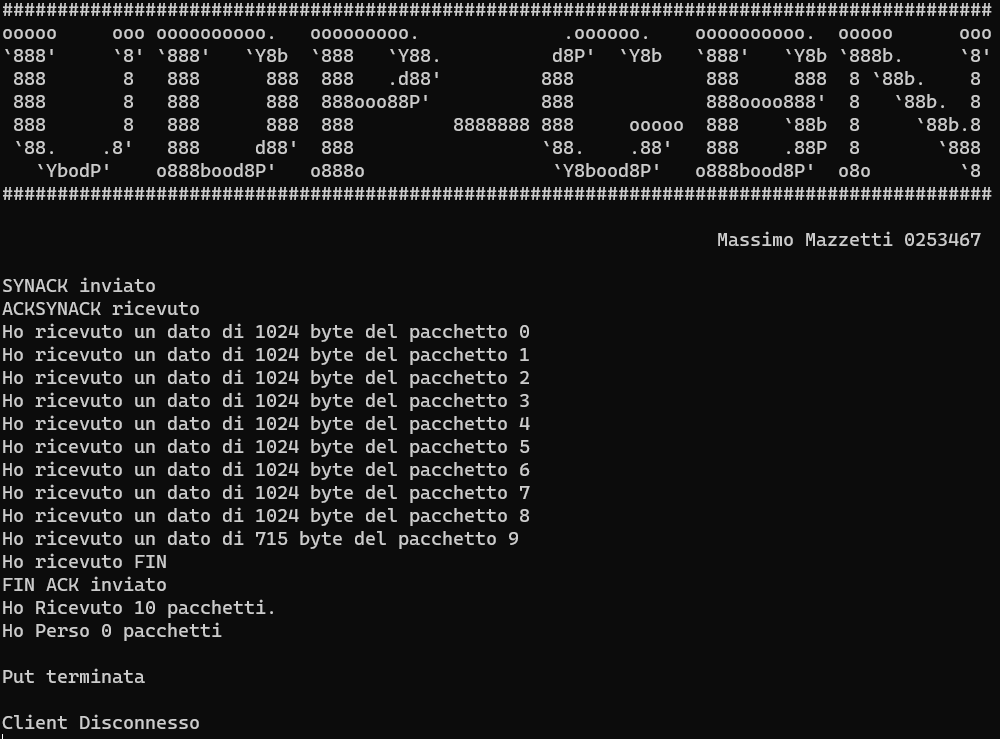 ##########################################################################################
ooooo     ooo oooooooooo.   ooooooooo.              .oooooo.    oooooooooo.  ooooo      ooo
`888'     `8' `888'   `Y8b  `888   `Y88.          d8P'  `Y8b   `888'   `Y8b `888b.     `8'
 888       8   888      888  888   .d88'         888            888     888  8 `88b.    8
 888       8   888      888  888ooo88P'          888            888oooo888'  8   `88b.  8
 888       8   888      888  888         8888888 888     ooooo  888    `88b  8     `88b.8
 `88.    .8'   888     d88'  888                 `88.    .88'   888    .88P  8       `888
   `YbodP'    o888bood8P'   o888o                 `Y8bood8P'   o888bood8P'  o8o        `8
##########################################################################################
Massimo Mazzetti 0253467
SYNACK inviato
ACKSYNACK ricevuto
Ho ricevuto un dato di 1024 byte del pacchetto 0
Ho ricevuto un dato di 1024 byte del pacchetto 1
Ho ricevuto un dato di 1024 byte del pacchetto 2
Ho ricevuto un dato di 1024 byte del pacchetto 3
Ho ricevuto un dato di 1024 byte del pacchetto 4
Ho ricevuto un dato di 1024 byte del pacchetto 5
Ho ricevuto un dato di 1024 byte del pacchetto 6
Ho ricevuto un dato di 1024 byte del pacchetto 7
Ho ricevuto un dato di 1024 byte del pacchetto 8
Ho ricevuto un dato di 715 byte del pacchetto 9
Ho ricevuto FIN
FIN ACK inviato
Ho Ricevuto 10 pacchetti.
Ho Perso 0 pacchetti
Put terminata
Client Disconnesso